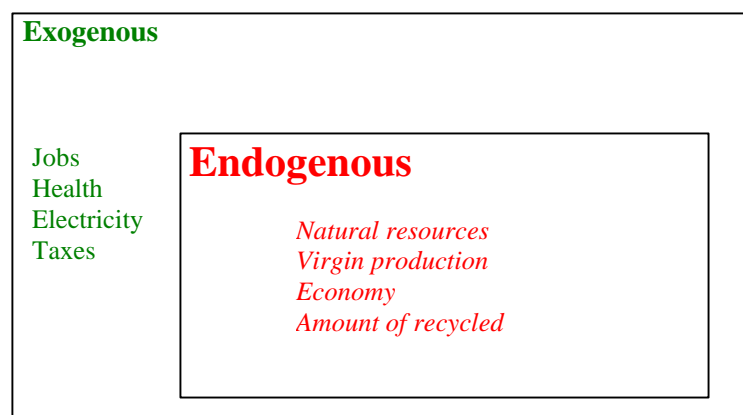 Exogenous
Jobs
Health
Electricity
Taxes
Endogenous
Natural resources
Virgin production
Economy
Amount of recycled